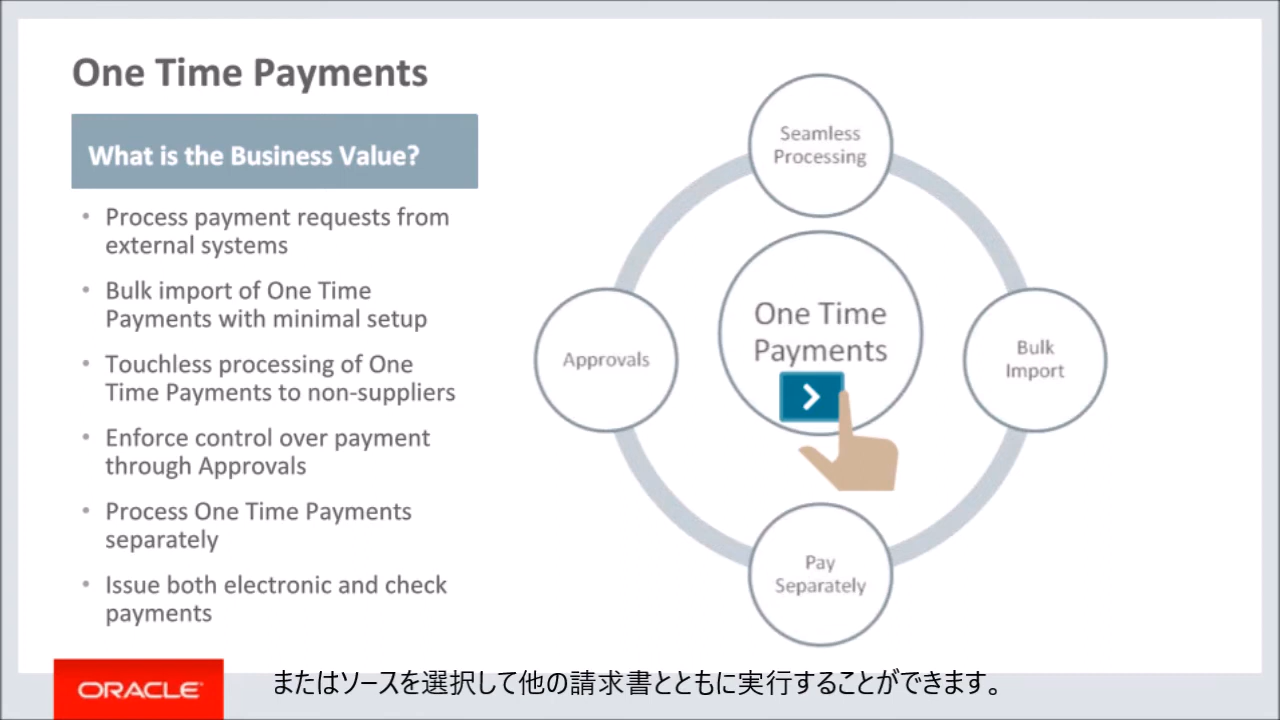 One Time Payments
What is the Business Value?
• Process payment requests from
external systems
• Bulk import of One Time
Payments with minimal setup
• Touchless processing of One
Time Payments to non-suppliers
• Enforce control over payment
through Approvals
• Process One Time Payments
separately
• Issue both electronic and check
payments
Seamless
Processing
One Time
Payments
Approvals
Bulk
Import
Pay
Separately
ORACLE
またはソースを選択して他の請求書とともに実行することができます。